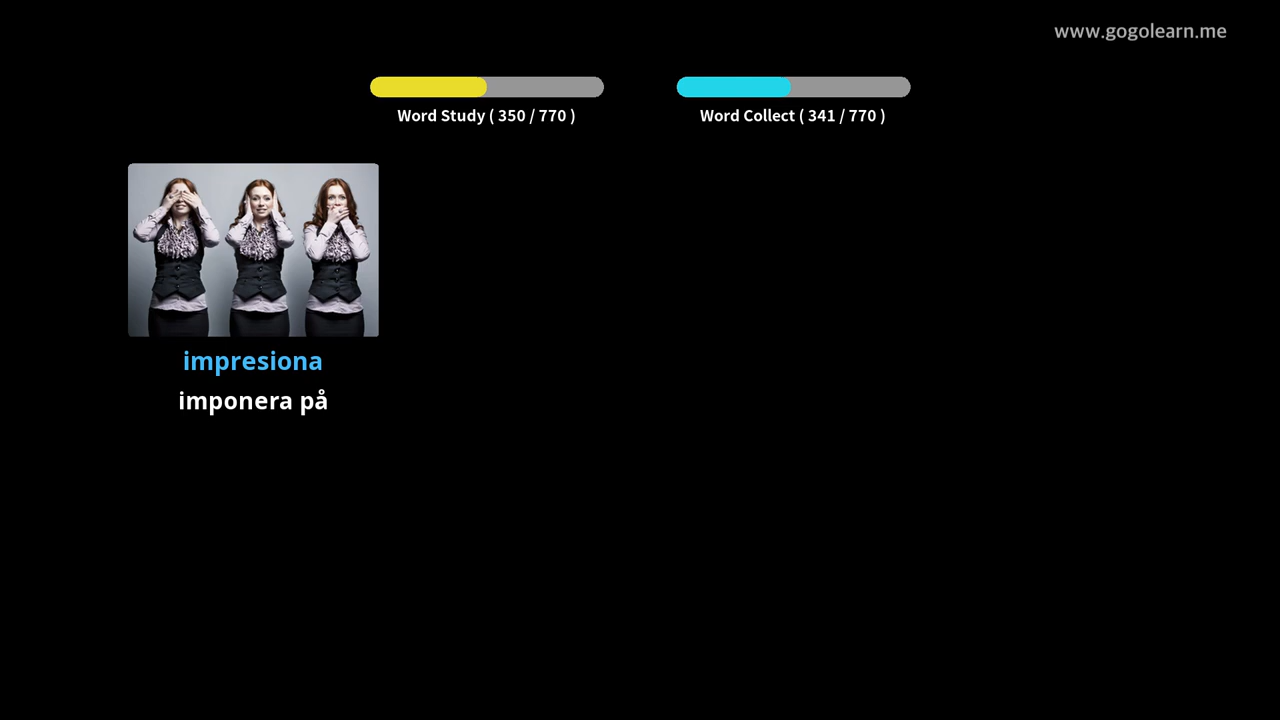 www.gogolearn.me
Word Study ( 350 / 770 )
Word Collect ( 341 / 770 )
impresiona
imponera på